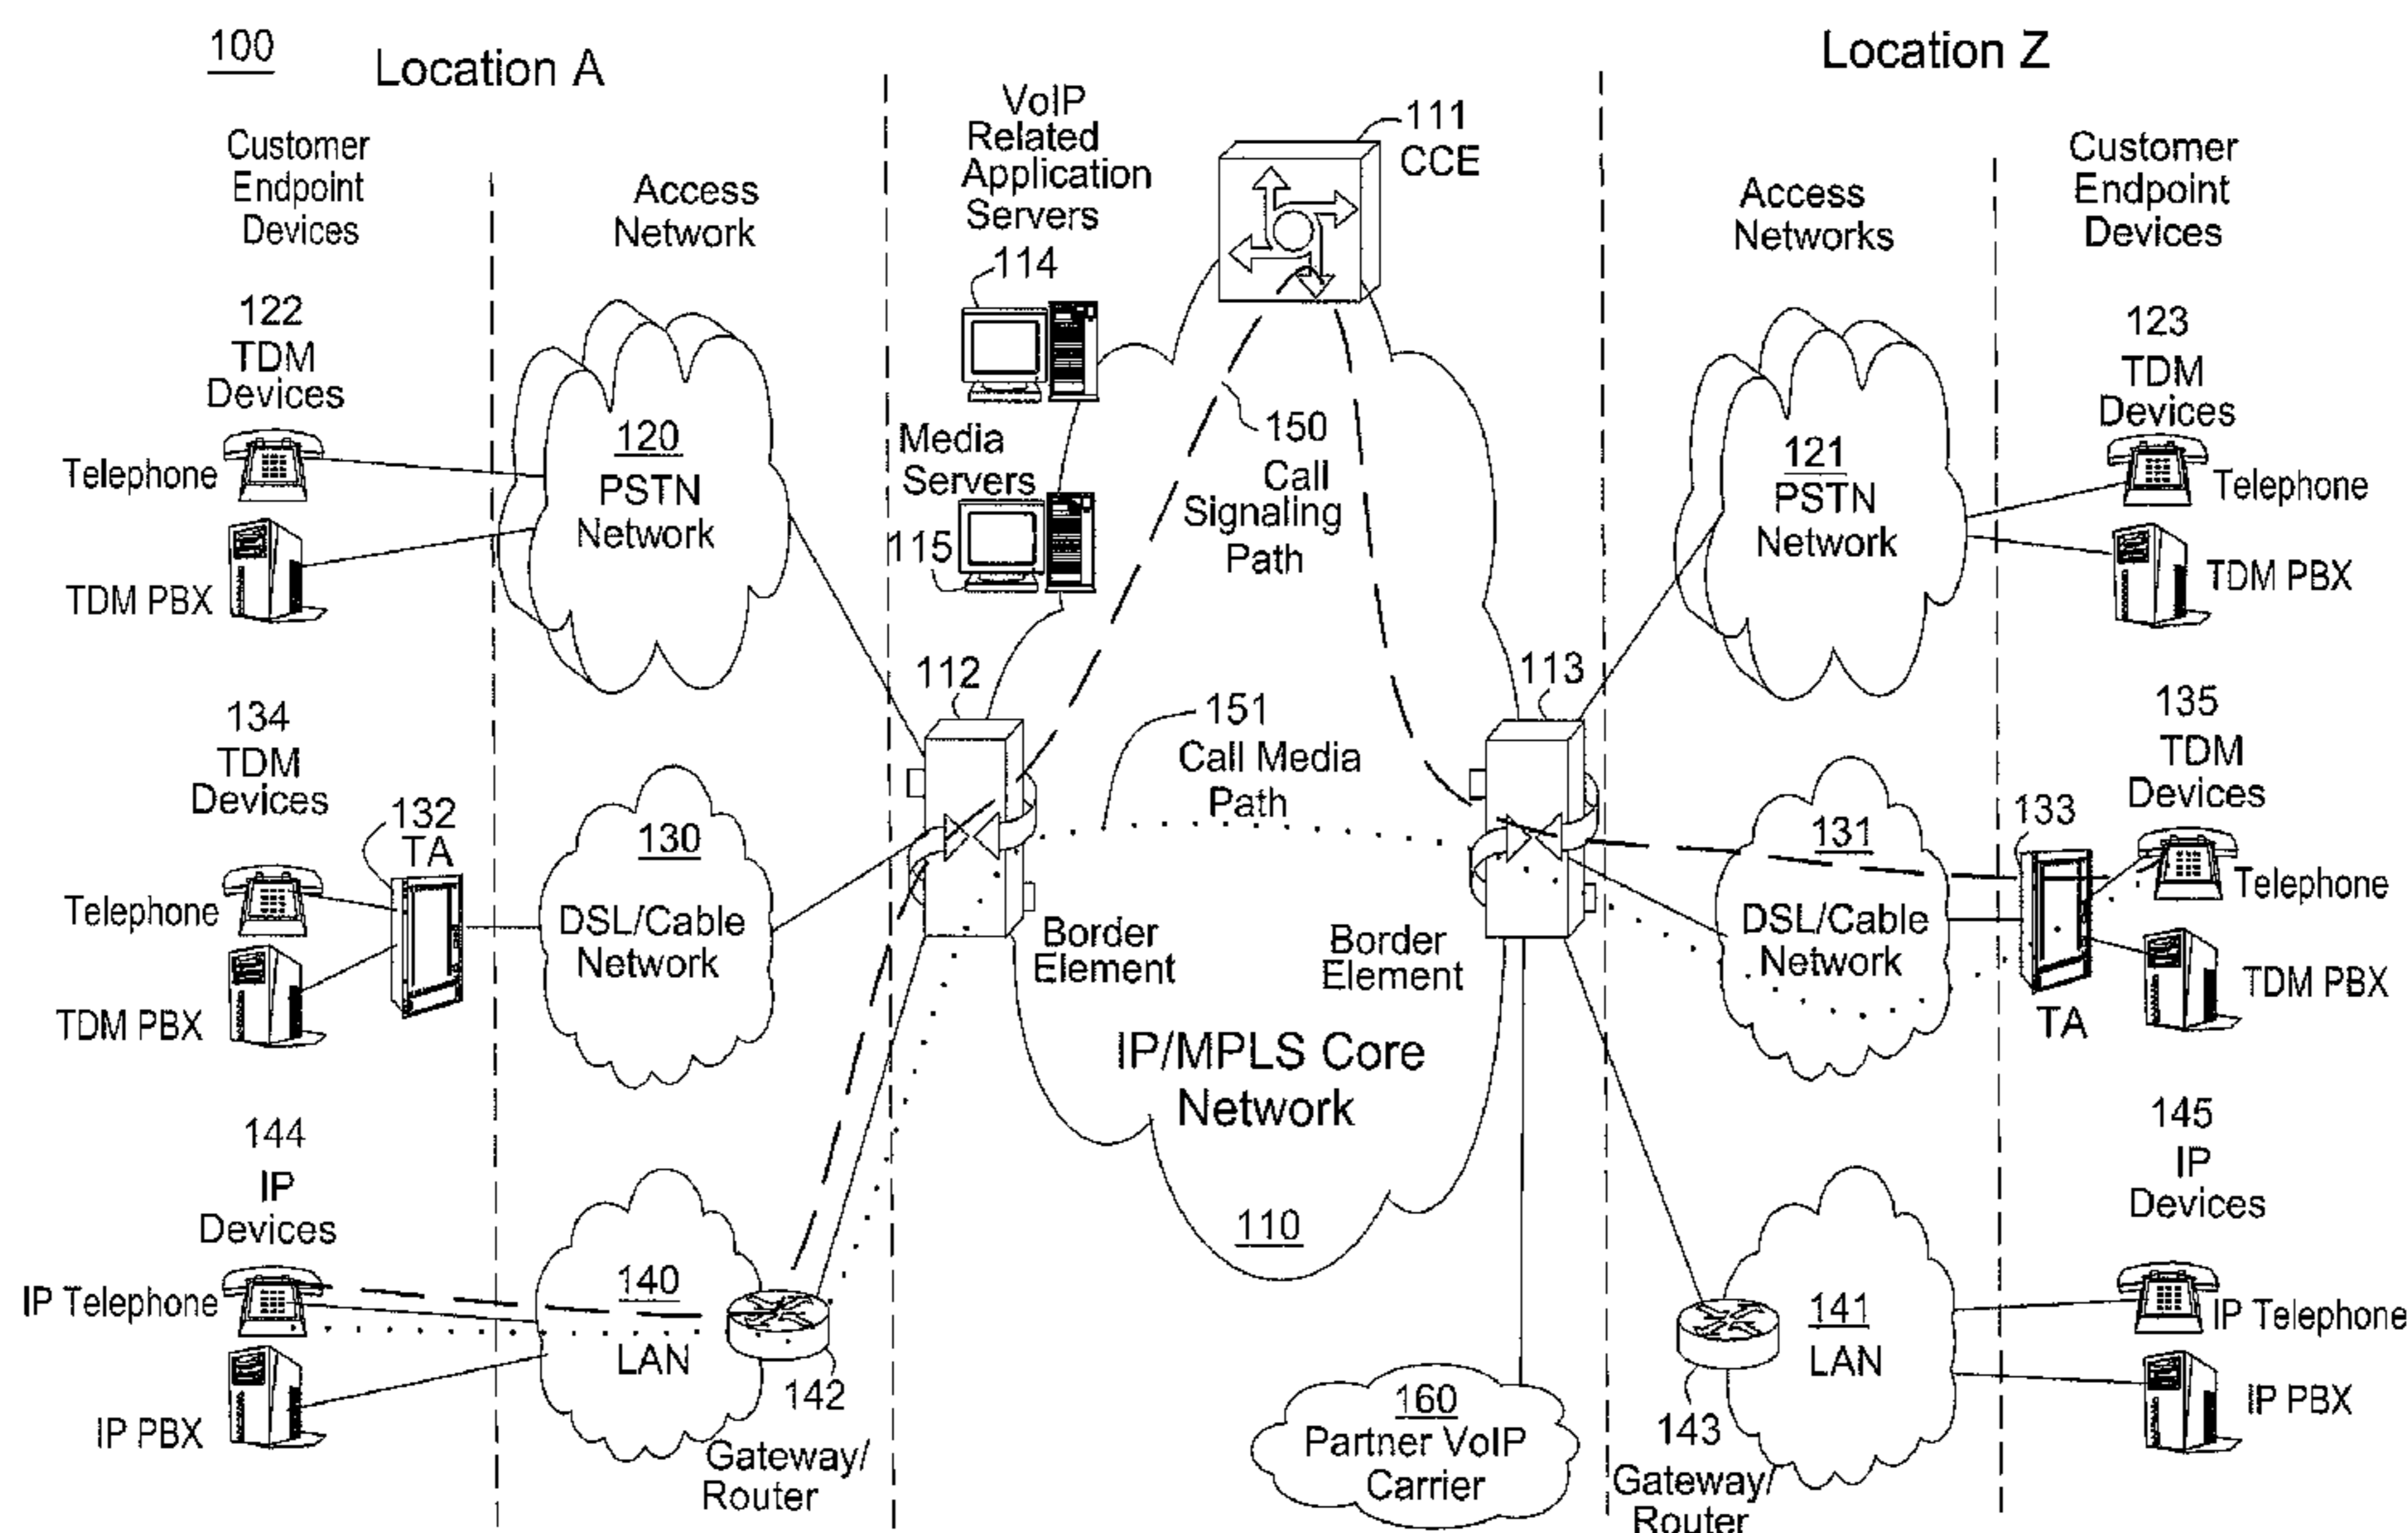 100
Location A
Location Z
Customer
Endpoint
Devices
Access
Network
VoIP
Related
Application
Servers
114
111
CCE
Access
Networks
Customer
Endpoint
Devices
122
TDM
Devices
Telephone
TDM PBX
120
PSTN
Network
Media
Servers
115
150
Call
Signaling
Path
121
PSTN
Network
123
TDM
Devices
Telephone
TDM PBX
112
113
134
TDM
Devices
132
TA
Telephone
TDM PBX
130
DSL/Cable
Network
151
Call Media
Path
Border
Element
Border
Element
131
DSL/Cable
Network
133
TA
135
TDM
Devices
Telephone
TDM PBX
IP/MPLS Core
Network
110
144
IP
Devices
IP Telephone
IP PBX
140
LAN
142
Gateway/
Router
160
Partner VoIP
Carrier
143
Gateway/
Router
141
LAN
145
IP
Devices
IP Telephone
IP PBX